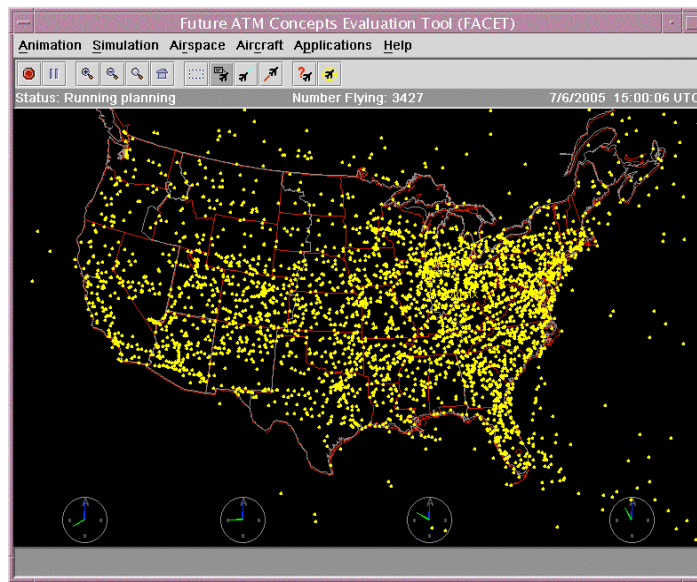 Future ATM Concepts Evaluation Tool (FACET)
Animation Simulation Airspace Aircraft Applications Help
Status: Running planning Number Flying: 3427 7/6/2005 15:00:06 UTC
A A A A